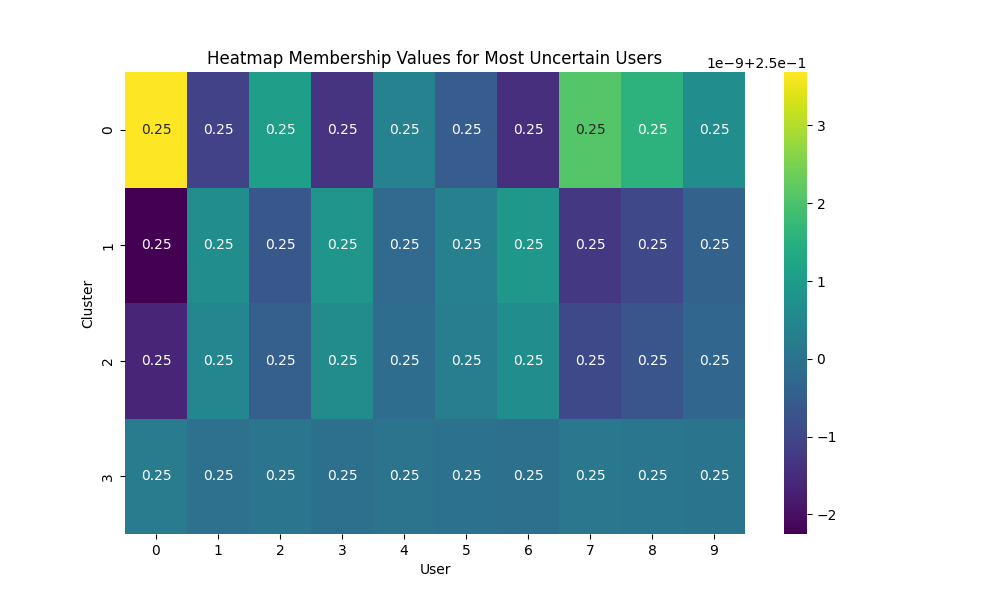 Heatmap Membership Values for Most Uncertain Users
1e−9+2.5e−1
0 0.25 0.25 0.25 0.25 0.25 0.25 0.25 0.25 0.25 0.25
1 0.25 0.25 0.25 0.25 0.25 0.25 0.25 0.25 0.25 0.25
2 0.25 0.25 0.25 0.25 0.25 0.25 0.25 0.25 0.25 0.25
3 0.25 0.25 0.25 0.25 0.25 0.25 0.25 0.25 0.25 0.25
Cluster
0 1 2 3 4 5 6 7 8 9
User
3
2
1
0
−1
−2